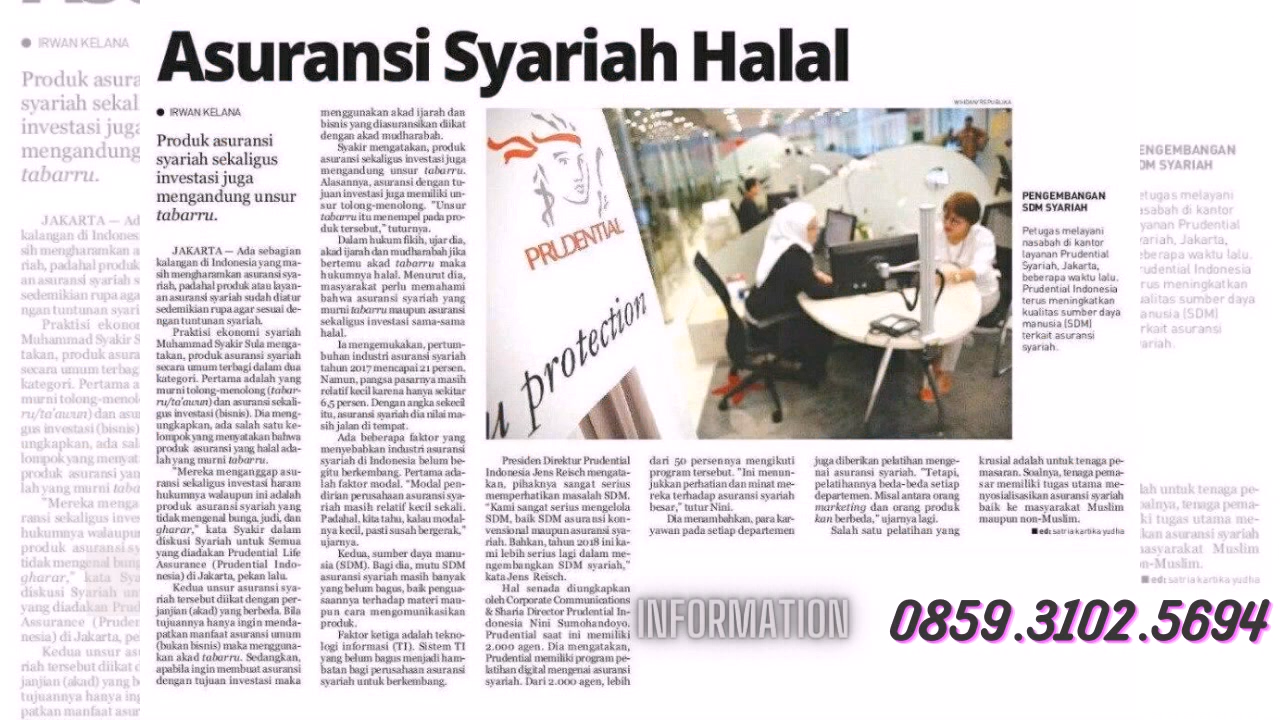 Asuransi Syariah Halal
● IRWAN KELANA
Produk asuransi
syariah sekaligus
investasi juga
mengandung unsur
tabarru.
JAKARTA — Ada sebagian
kalangan di Indonesia yang ma-
sih mengharamkan asuransi sya-
riah, padahal produk atau layan-
an asuransi syariah sudah diatur
sedemikian rupa agar sesuai de-
ngan tuntunan syariah.
Praktisi ekonomi syariah
Muhammad Syakir Sula menga-
takan, produk asuransi syariah
secara umum terbagi dalam dua
kategori. Pertama adalah yang
murni tolong-menolong (tabar-
ru/ta'awun) dan asuransi sekali-
gus investasi (bisnis). Dia meng-
ungkapkan, ada salah satu ke-
lompok yang menyatakan bahwa
produk asuransi yang halal ada-
lah yang murni tabarru.
"Mereka menganggap asu-
ransi sekaligus investasi haram
hukumnya walaupun ini adalah
produk asuransi syariah yang
tidak mengenal bunga, judi, dan
gharar," kata Syakir dalam
diskusi Syariah untuk Semua
yang diadakan Prudential Life
Assurance (Prudential Indo-
nesia) di Jakarta, pekan lalu.
Kedua unsur asuransi sya-
riah tersebut diikat dengan per-
janjian (akad) yang berbeda. Bila
tujuannya hanya ingin menda-
patkan manfaat asuransi umum
(bukan bisnis) maka mengguna-
kan akad tabarru. Sedangkan,
apabila ingin membuat asuransi
dengan tujuan investasi maka
menggunakan akad ijarah dan
bisnis yang diasuransikan diikat
dengan akad mudharabah.
Syakir mengatakan, produk
asuransi sekaligus investasi juga
mengandung unsur tabarru.
Alasannya, asuransi dengan tu-
juan investasi juga memiliki un-
sur tolong-menolong. "Unsur
tabarru itu menempel pada pro-
duk tersebut," tuturnya.
Dalam hukum fikih, ujar dia,
akad ijarah dan mudharabah jika
bertemu akad tabarru maka
hukumnya halal. Menurut dia,
masyarakat perlu memahami
bahwa asuransi syariah yang
murni tabarru maupun asuransi
sekaligus investasi sama-sama
halal.
Ia mengemukakan, pertum-
buhan industri asuransi syariah
tahun 2017 mencapai 21 persen.
Namun, pangsa pasarnya masih
relatif kecil karena hanya sekitar
6,5 persen. Dengan angka sekecil
itu, asuransi syariah dia nilai ma-
sih jalan di tempat.
Ada beberapa faktor yang
menyebabkan industri asuransi
syariah di Indonesia belum be-
gitu berkembang. Pertama ada-
lah faktor modal. "Modal pen-
dirian perusahaan asuransi sya-
riah masih relatif kecil sekali.
Padahal, kita tahu, kalau modal-
nya kecil, pasti susah bergerak,"
ujarnya.
Kedua, sumber daya manu-
sia (SDM). Bagi dia, mutu SDM
asuransi syariah masih banyak
yang belum bagus, baik pengua-
saannya terhadap materi mau-
pun cara mengomunikasikan
produk.
Faktor ketiga adalah tekno-
logi informasi (TI). Sistem TI
yang belum bagus menjadi ham-
batan bagi perusahaan asuransi
syariah untuk berkembang.
WIHDAN/REPUBLIKA
PRUDENTIAL
u protection
PENGEMBANGAN
SDM SYARIAH
Petugas melayani
nasabah di kantor
layanan Prudential
Syariah, Jakarta,
beberapa waktu lalu.
Prudential Indonesia
terus meningkatkan
kualitas sumber daya
manusia (SDM)
terkait asuransi
syariah.
Presiden Direktur Prudential
Indonesia Jens Reisch mengata-
kan, pihaknya sangat serius
memperhatikan masalah SDM.
"Kami sangat serius mengelola
SDM, baik SDM asuransi kon-
vensional maupun asuransi sya-
riah. Bahkan, tahun 2018 ini ka-
mi lebih serius lagi dalam me-
ngembangkan SDM syariah,"
kata Jens Reisch.
Hal senada diungkapkan
oleh Corporate Communications
& Sharia Director Prudential In-
donesia Nini Sumohandoyo.
Prudential saat ini memiliki
2.000 agen. Dia mengatakan,
Prudential memiliki program pe-
latihan digital mengenai asuransi
syariah. Dari 2.000 agen, lebih
dari 50 persennya mengikuti
program tersebut. "Ini menun-
jukkan perhatian dan minat me-
reka terhadap asuransi syariah
besar," tutur Nini.
Dia menambahkan, para kar-
yawan pada setiap departemen
juga diberikan pelatihan menge-
nai asuransi syariah. "Tetapi,
pelatihannya beda-beda setiap
departemen. Misal antara orang
marketing dan orang produk
kan berbeda," ujarnya lagi.
Salah satu pelatihan yang
krusial adalah untuk tenaga pe-
masaran. Soalnya, tenaga pema-
sar memiliki tugas utama me-
nyosialisasikan asuransi syariah
baik ke masyarakat Muslim
maupun non-Muslim.
■ ed: satria kartika yudha
INFORMATION
0859.3102.5694